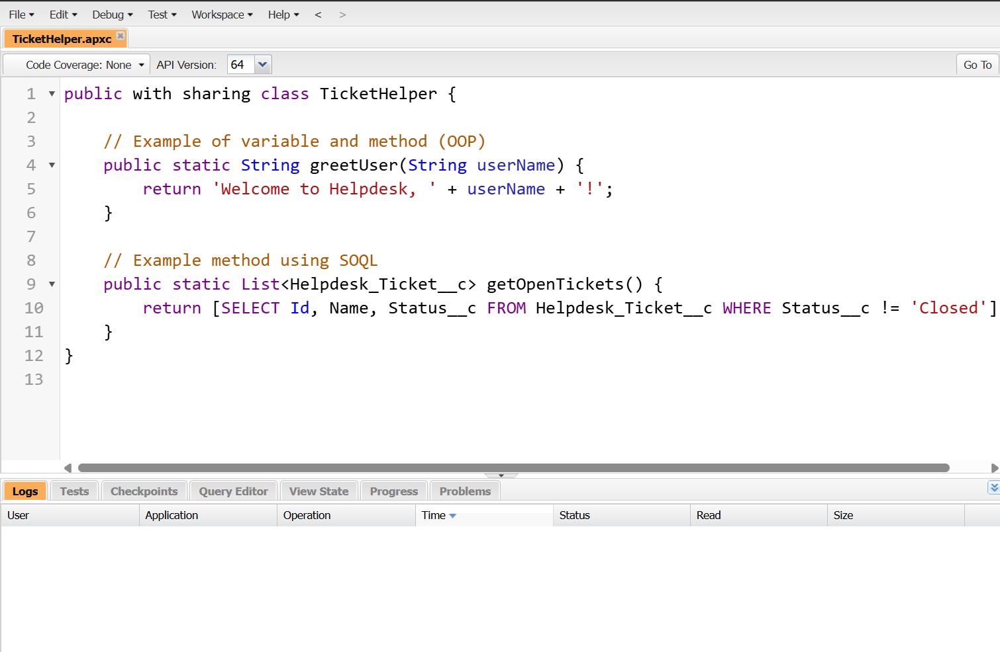 File Edit Debug Test Workspace Help < >
TicketHelper.apxc
Code Coverage: None API Version: 64 Go To
1 public with sharing class TicketHelper {
2
3 // Example of variable and method (OOP)
4 public static String greetUser(String userName) {
5 return 'Welcome to Helpdesk, ' + userName + '!';
6 }
7
8 // Example method using SOQL
9 public static List<Helpdesk_Ticket__c> getOpenTickets() {
10 return [SELECT Id, Name, Status__c FROM Helpdesk_Ticket__c WHERE Status__c != 'Closed']
11 }
12 }
13
Logs Tests Checkpoints Query Editor View State Progress Problems
User Application Operation Time Status Read Size